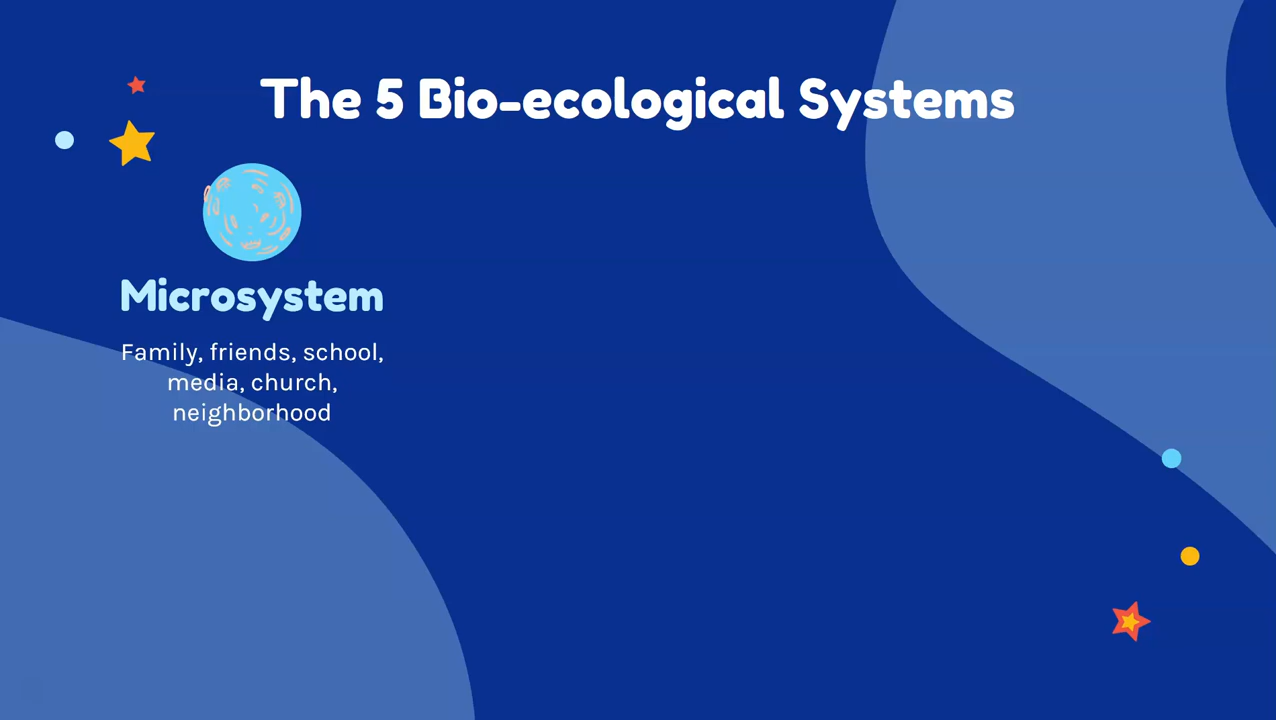 The 5 Bio-ecological Systems
Microsystem
Family, friends, school,
media, church,
neighborhood